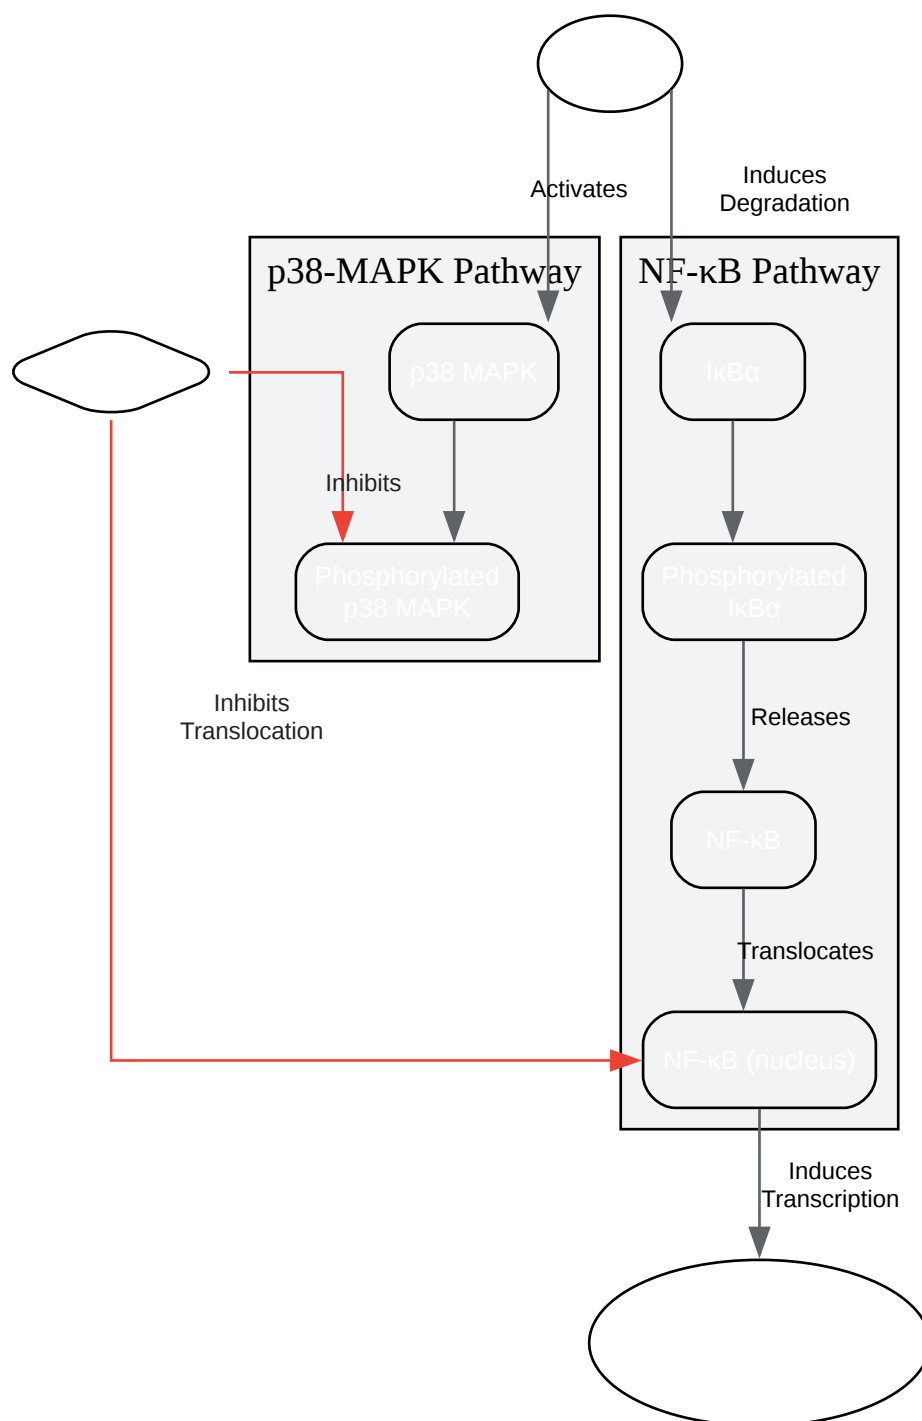 Activates
Induces
Degradation
p38-MAPK Pathway
NF-κB Pathway
p38 MAPK
IκBα
Inhibits
Phosphorylated
p38 MAPK
Phosphorylated
IκBα
Inhibits
Translocation
Releases
NF-κB
Translocates
NF-κB (nucleus)
Induces
Transcription